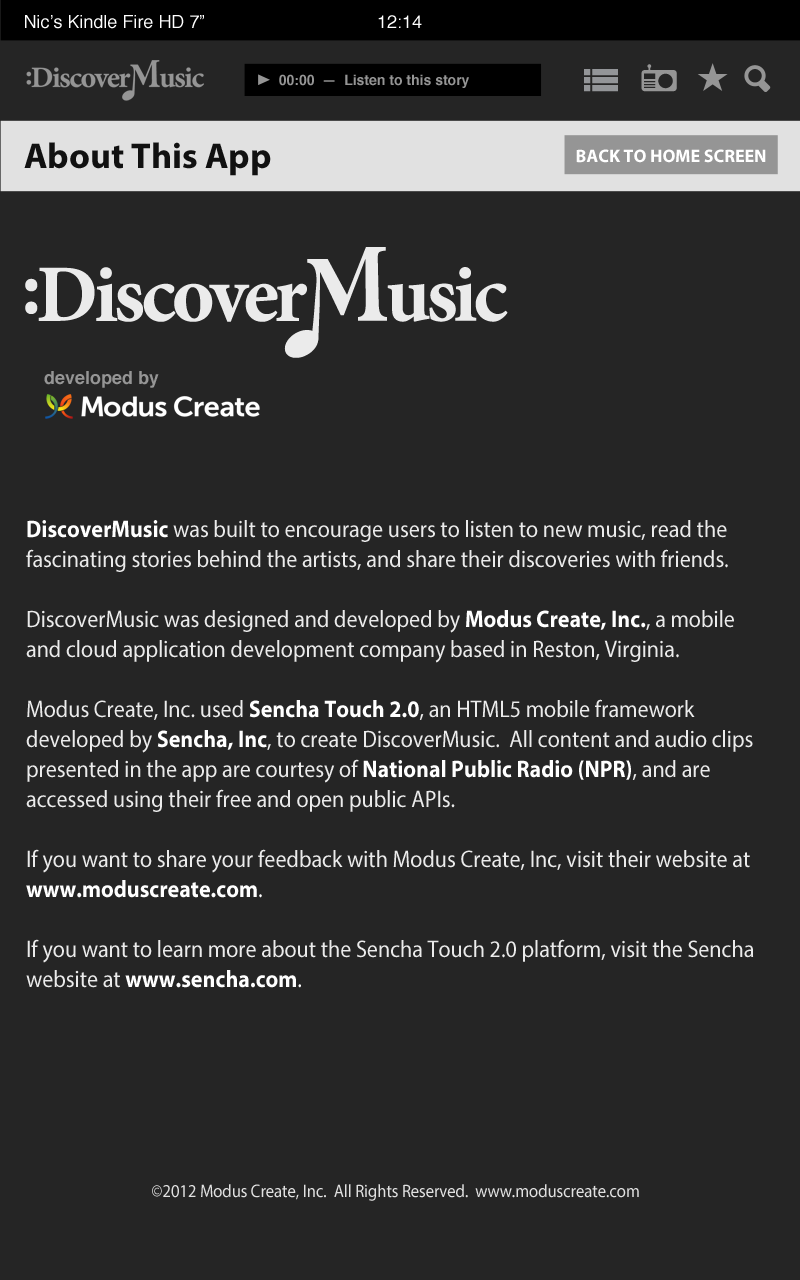 Nic’s Kindle Fire HD 7” 12:14
:DiscoverMusic 00:00 — Listen to this story
About This App BACK TO HOME SCREEN
:DiscoverMusic
developed by
Modus Create
DiscoverMusic was built to encourage users to listen to new music, read the
fascinating stories behind the artists, and share their discoveries with friends.
DiscoverMusic was designed and developed by Modus Create, Inc., a mobile
and cloud application development company based in Reston, Virginia.
Modus Create, Inc. used Sencha Touch 2.0, an HTML5 mobile framework
developed by Sencha, Inc, to create DiscoverMusic.  All content and audio clips
presented in the app are courtesy of National Public Radio (NPR), and are
accessed using their free and open public APIs.
If you want to share your feedback with Modus Create, Inc, visit their website at
www.moduscreate.com.
If you want to learn more about the Sencha Touch 2.0 platform, visit the Sencha
website at www.sencha.com.
©2012 Modus Create, Inc.  All Rights Reserved.  www.moduscreate.com